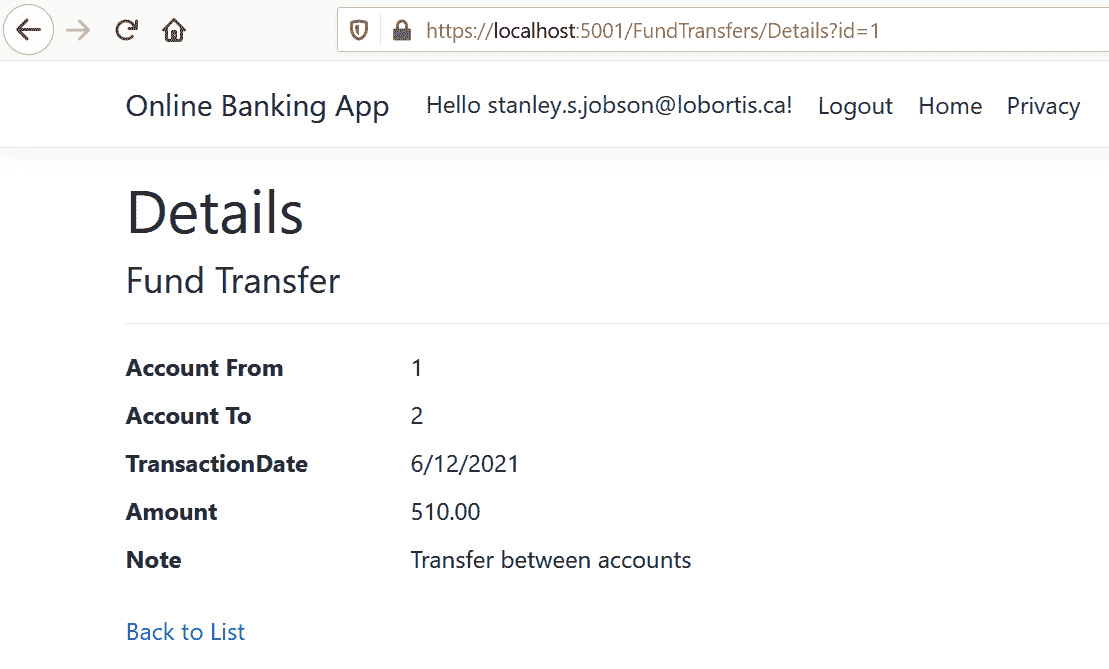 https://localhost:5001/FundTransfers/Details?id=1
Online Banking App Hello stanley.s.jobson@lobortis.ca! Logout Home Privacy
Details
Fund Transfer
Account From 1
Account To 2
TransactionDate 6/12/2021
Amount 510.00
Note Transfer between accounts
Back to List